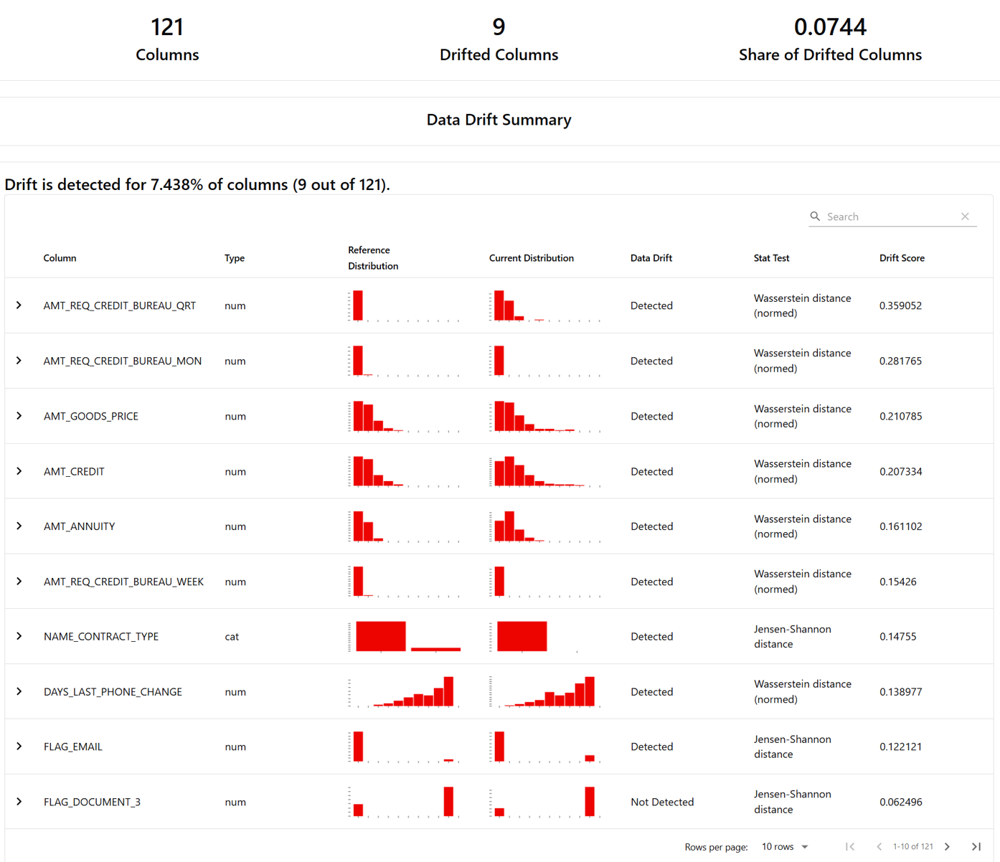 121
Columns
9
Drifted Columns
0.0744
Share of Drifted Columns
Data Drift Summary
Drift is detected for 7.438% of columns (9 out of 121).
Search
Column Type Reference Distribution Current Distribution Data Drift Stat Test Drift Score
AMT_REQ_CREDIT_BUREAU_QRT num Detected Wasserstein distance (normed) 0.359052
AMT_REQ_CREDIT_BUREAU_MON num Detected Wasserstein distance (normed) 0.281765
AMT_GOODS_PRICE num Detected Wasserstein distance (normed) 0.210785
AMT_CREDIT num Detected Wasserstein distance (normed) 0.207334
AMT_ANNUITY num Detected Wasserstein distance (normed) 0.161102
AMT_REQ_CREDIT_BUREAU_WEEK num Detected Wasserstein distance (normed) 0.15426
NAME_CONTRACT_TYPE cat Detected Jensen-Shannon distance 0.14755
DAYS_LAST_PHONE_CHANGE num Detected Wasserstein distance (normed) 0.138977
FLAG_EMAIL num Detected Jensen-Shannon distance 0.122121
FLAG_DOCUMENT_3 num Not Detected Jensen-Shannon distance 0.062496
Rows per page: 10 rows 1-10 of 121